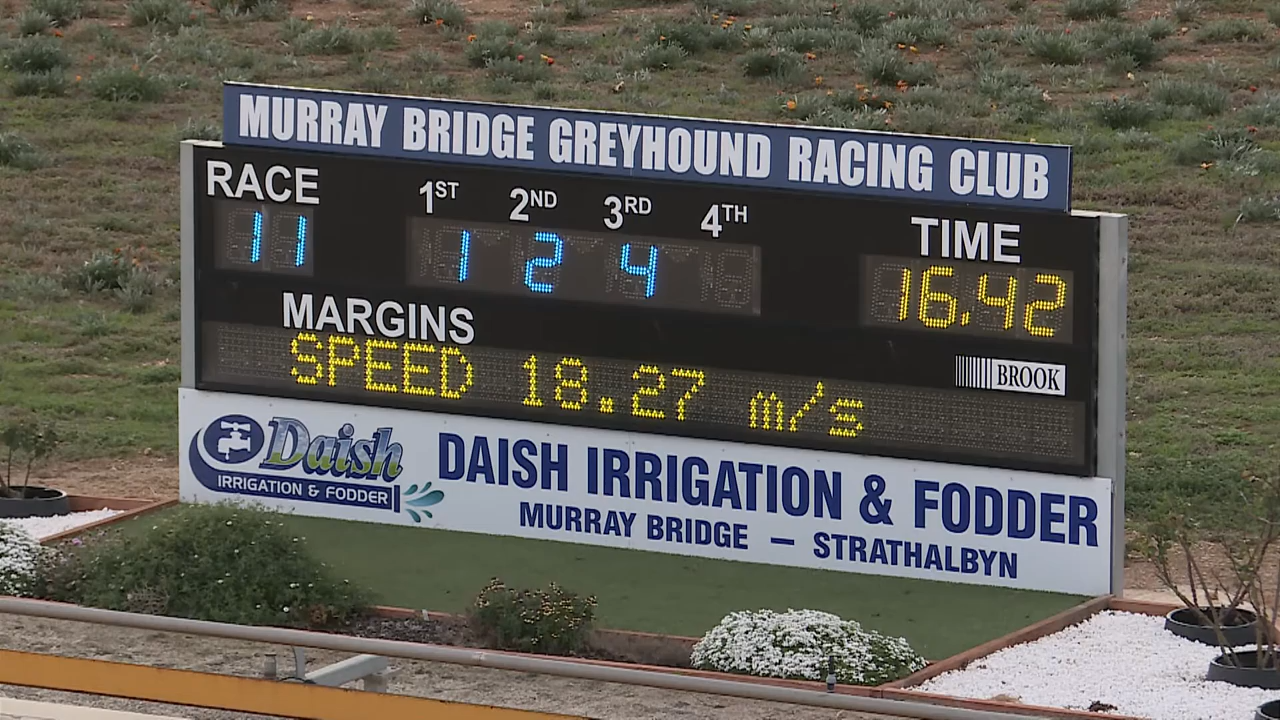 MURRAY BRIDGE GREYHOUND RACING CLUB
RACE 1ST 2ND 3RD 4TH TIME
11 1 2 4 16.42
MARGINS
BROOK
SPEED 18.27 m/s
Daish
IRRIGATION & FODDER
DAISH IRRIGATION & FODDER
MURRAY BRIDGE – STRATHALBYN